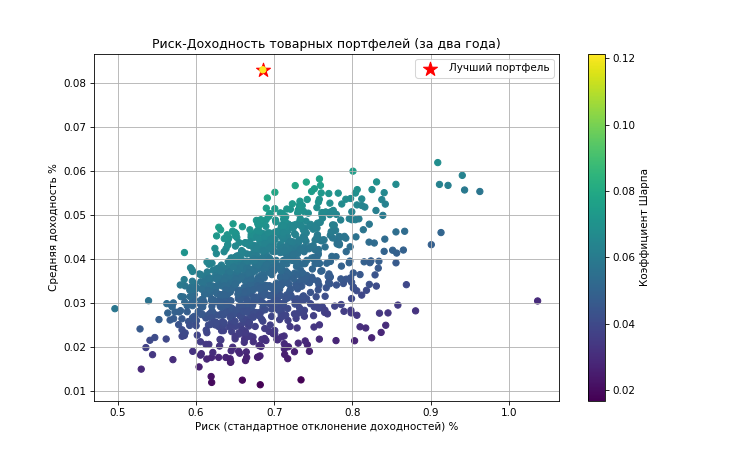 Риск-Доходность товарных портфелей (за два года)
Лучший портфель
Средняя доходность %
0.08
0.07
0.06
0.05
0.04
0.03
0.02
0.01
0.5 0.6 0.7 0.8 0.9 1.0
Риск (стандартное отклонение доходностей) %
0.12
0.10
0.08
0.06
0.04
0.02
Коэффициент Шарпа